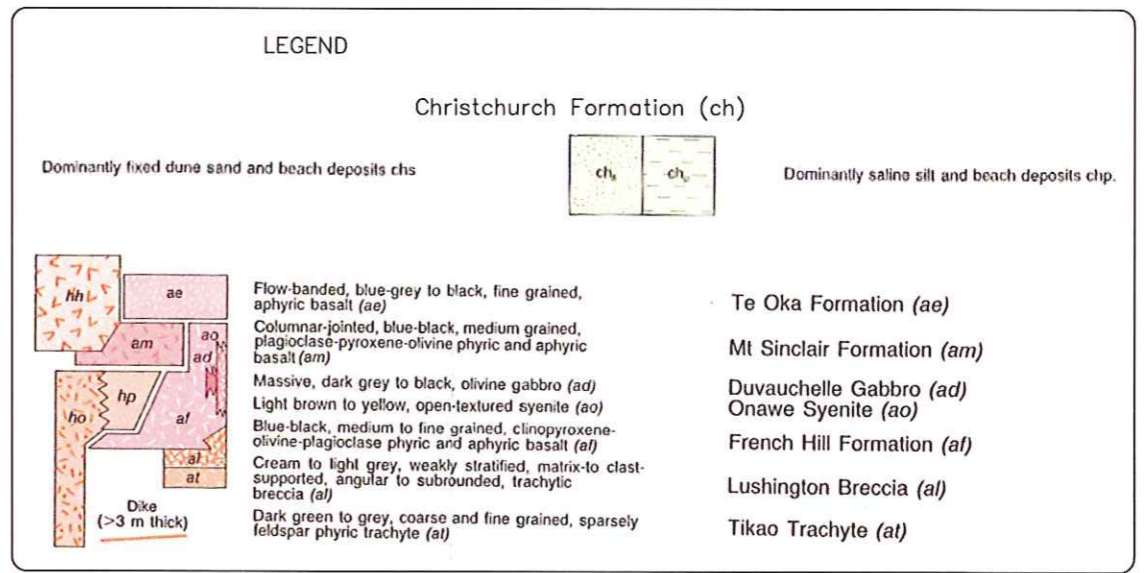 LEGEND
Christchurch Formation (ch)
Dominantly fixed dune sand and beach deposits chs
chs
chp
Dominantly saline silt and beach deposits chp.
hh
ae
am
ao
ad
ho
hp
af
al
at
Dike
(>3 m thick)
Flow-banded, blue-grey to black, fine grained,
aphyric basalt (ae)
Columnar-jointed, blue-black, medium grained,
plagioclase-pyroxene-olivine phyric and aphyric
basalt (am)
Massive, dark grey to black, olivine gabbro (ad)
Light brown to yellow, open-textured syenite (ao)
Blue-black, medium to fine grained, clinopyroxene-
olivine-plagioclase phyric and aphyric basalt (af)
Cream to light grey, weakly stratified, matrix-to clast-
supported, angular to subrounded, trachytic
breccia (al)
Dark green to grey, coarse and fine grained, sparsely
feldspar phyric trachyte (at)
Te Oka Formation (ae)
Mt Sinclair Formation (am)
Duvauchelle Gabbro (ad)
Onawe Syenite (ao)
French Hill Formation (af)
Lushington Breccia (al)
Tikao Trachyte (at)